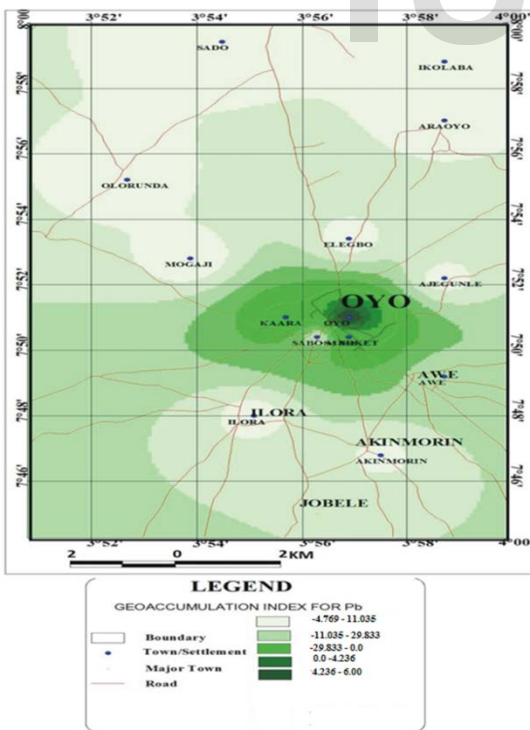 3°52' 3°54' 3°56' 3°58' 4°00'
8°00'
7°58'
7°56'
7°54'
7°52'
7°50'
7°48'
7°46'
SADO
IKOLABA
ARAOYO
OLORUNDA
ELEGBO
MOGAJI
AJEGUNLE
OYO
KAARA
OYO
SABO
AWE
AWE
ILORA
ILORA
AKINMORIN
AKINMORIN
JOBELE
3°52' 3°54' 3°56' 3°58' 4°00'
2 0 2KM
LEGEND
GEOACCUMULATION INDEX FOR Pb
Boundary
Town/Settlement
Major Town
Road
-4.769 - 11.035
-11.035 - 29.833
-29.833 - 0.0
0.0 -4.236
4.236 - 6.00